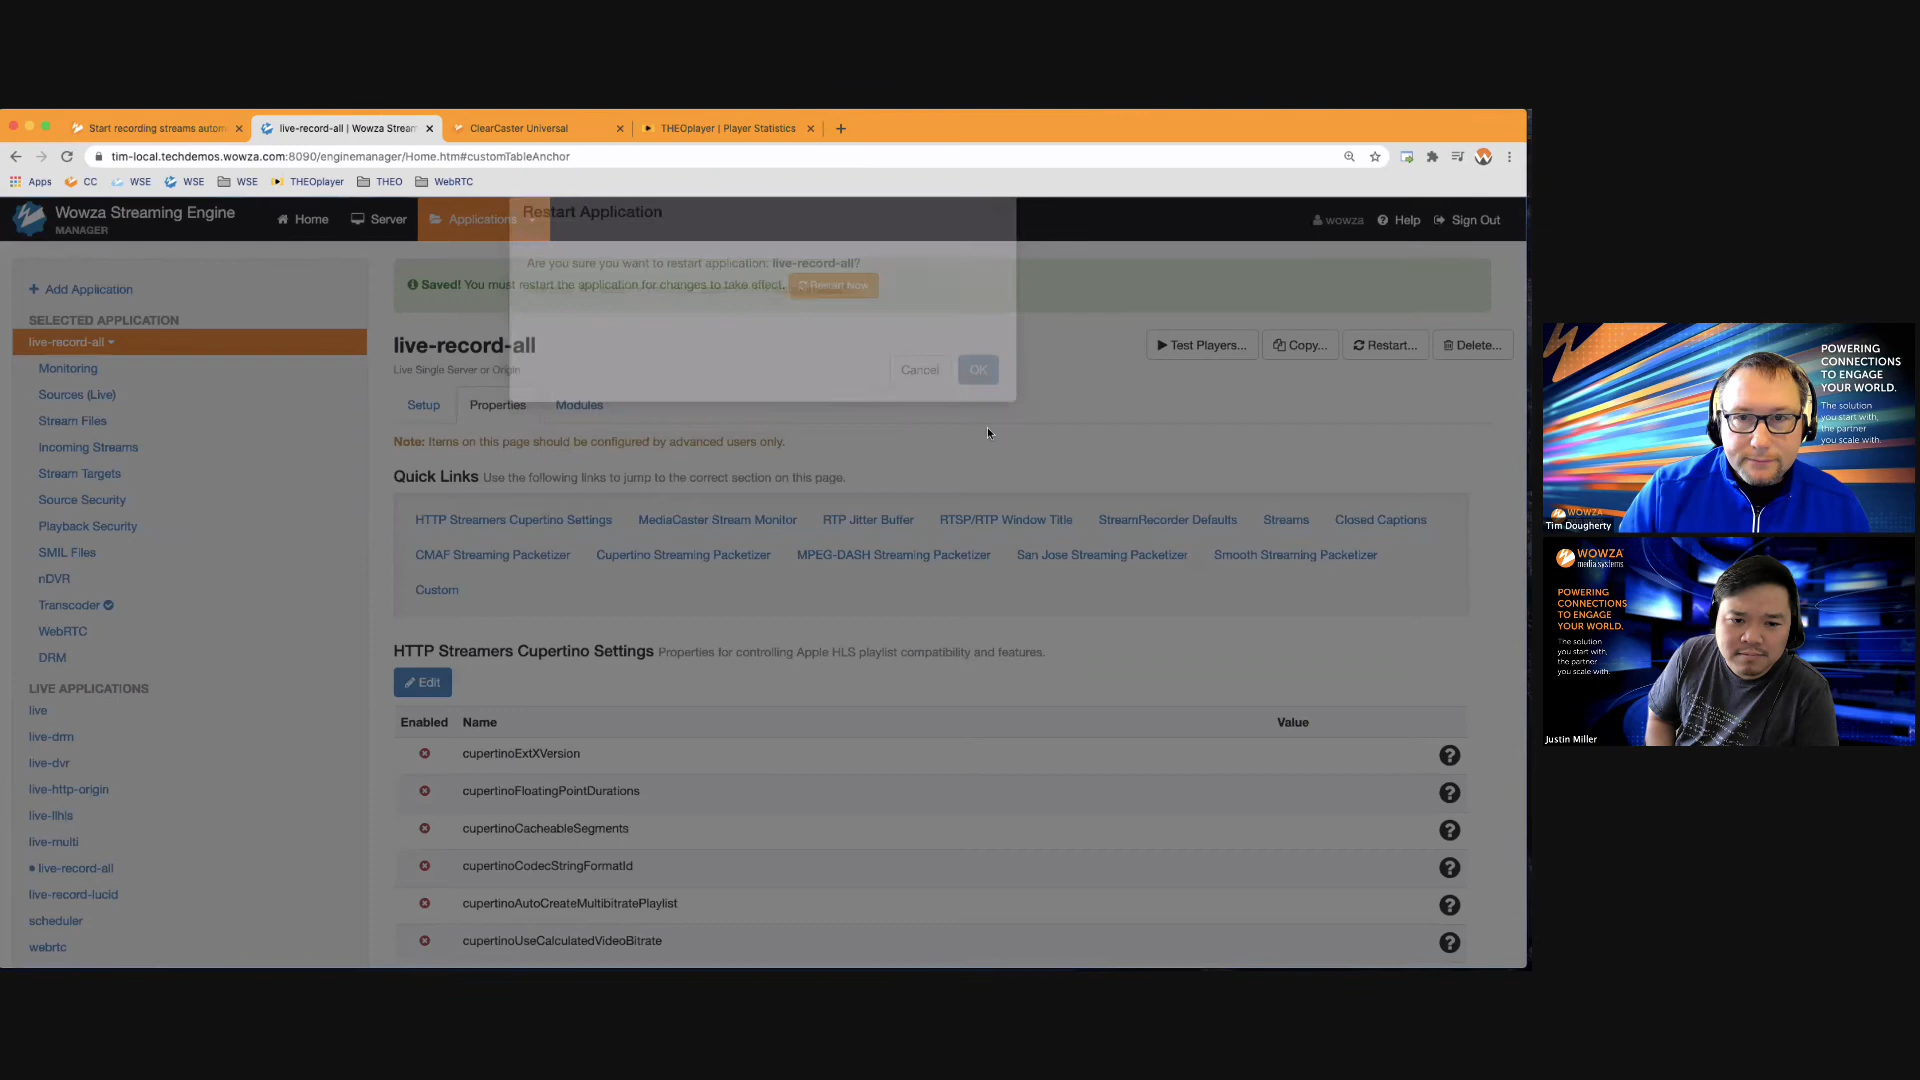 Start recording streams autom
live-record-all | Wowza Stream
ClearCaster Universal
THEOplayer | Player Statistics
tim-local.techdemos.wowza.com:8090/enginemanager/Home.htm#customTableAnchor
Apps CC WSE WSE WSE THEOplayer THEO WebRTC
Wowza Streaming Engine
MANAGER
Home Server Applications
wowza Help Sign Out
Restart Application
Are you sure you want to restart application: live-record-all?
Saved! You must restart the application for changes to take effect. Restart Now
Cancel OK
+ Add Application
SELECTED APPLICATION
live-record-all
Monitoring
Sources (Live)
Stream Files
Incoming Streams
Stream Targets
Source Security
Playback Security
SMIL Files
nDVR
Transcoder
WebRTC
DRM
LIVE APPLICATIONS
live
live-drm
live-dvr
live-http-origin
live-llhls
live-multi
live-record-all
live-record-lucid
scheduler
webrtc
live-record-all
Live Single Server or Origin
Test Players... Copy... Restart... Delete...
Setup Properties Modules
Note: Items on this page should be configured by advanced users only.
Quick Links Use the following links to jump to the correct section on this page.
HTTP Streamers Cupertino Settings MediaCaster Stream Monitor RTP Jitter Buffer RTSP/RTP Window Title StreamRecorder Defaults Streams Closed Captions
CMAF Streaming Packetizer Cupertino Streaming Packetizer MPEG-DASH Streaming Packetizer San Jose Streaming Packetizer Smooth Streaming Packetizer
Custom
HTTP Streamers Cupertino Settings Properties for controlling Apple HLS playlist compatibility and features.
Edit
Enabled Name Value
cupertinoExtXVersion
cupertinoFloatingPointDurations
cupertinoCacheableSegments
cupertinoCodecStringFormatId
cupertinoAutoCreateMultibitratePlaylist
cupertinoUseCalculatedVideoBitrate
POWERING
CONNECTIONS
TO ENGAGE
YOUR WORLD.
The solution
you start with,
the partner
you scale with.
WOWZA
Tim Dougherty
WOWZA
media systems
POWERING
CONNECTIONS
TO ENGAGE
YOUR WORLD.
The solution
you start with,
the partner
you scale with.
Justin Miller